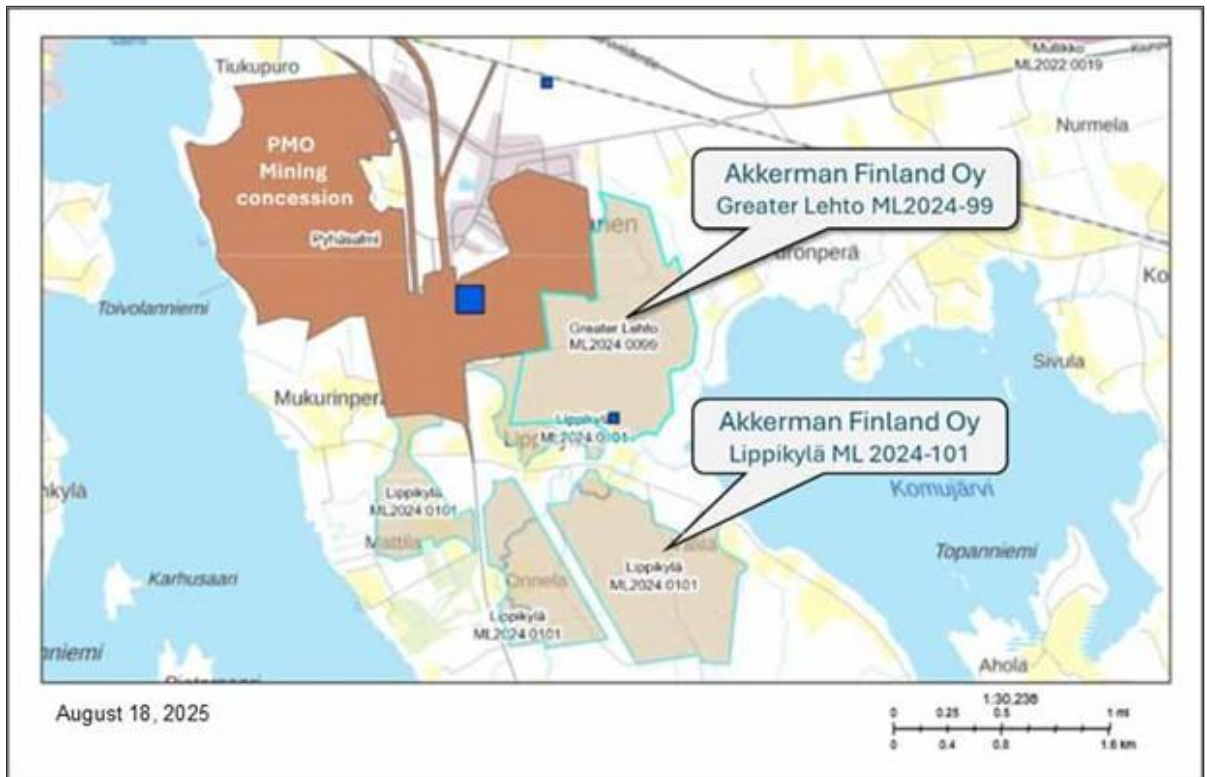 Tiukupuro
Mullikko
ML2022 0019
Nurmela
PMO
Mining
concession
Pyhäsalmi
Akkerman Finland Oy
Greater Lehto ML2024-99
Toivolanniemi
Greater Lehto
ML2024 0099
Sivula
Mukurinperä
Akkerman Finland Oy
Lippikylä ML 2024-101
Lippikylä
ML2024 0101
Komujärvi
Lippikylä
ML2024 0101
Mattila
Topanniemi
Karhusaari
Onnela
Lippikylä
ML2024 0101
Lippikylä
ML2024 0101
Ahola
August 18, 2025
1:30,236
0 0.25 0.5 1 mi
0 0.4 0.8 1.6 km